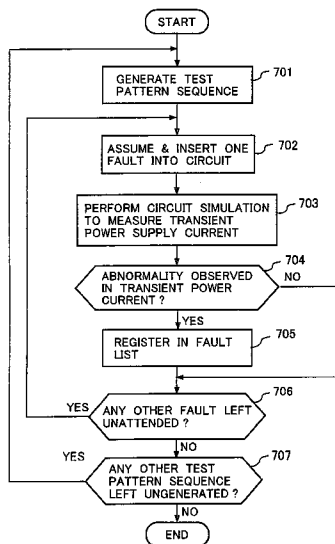 START
GENERATE TEST
PATTERN SEQUENCE
701
ASSUME & INSERT ONE
FAULT INTO CIRCUIT
702
PERFORM CIRCUIT SIMULATION
TO MEASURE TRANSIENT
POWER SUPPLY CURRENT
703
704
ABNORMALITY OBSERVED
IN TRANSIENT POWER
CURRENT ?
NO
YES
REGISTER IN FAULT
LIST
705
706
YES
ANY OTHER FAULT LEFT
UNATTENDED ?
NO
707
YES
ANY OTHER TEST
PATTERN SEQUENCE
LEFT UNGENERATED ?
NO
END